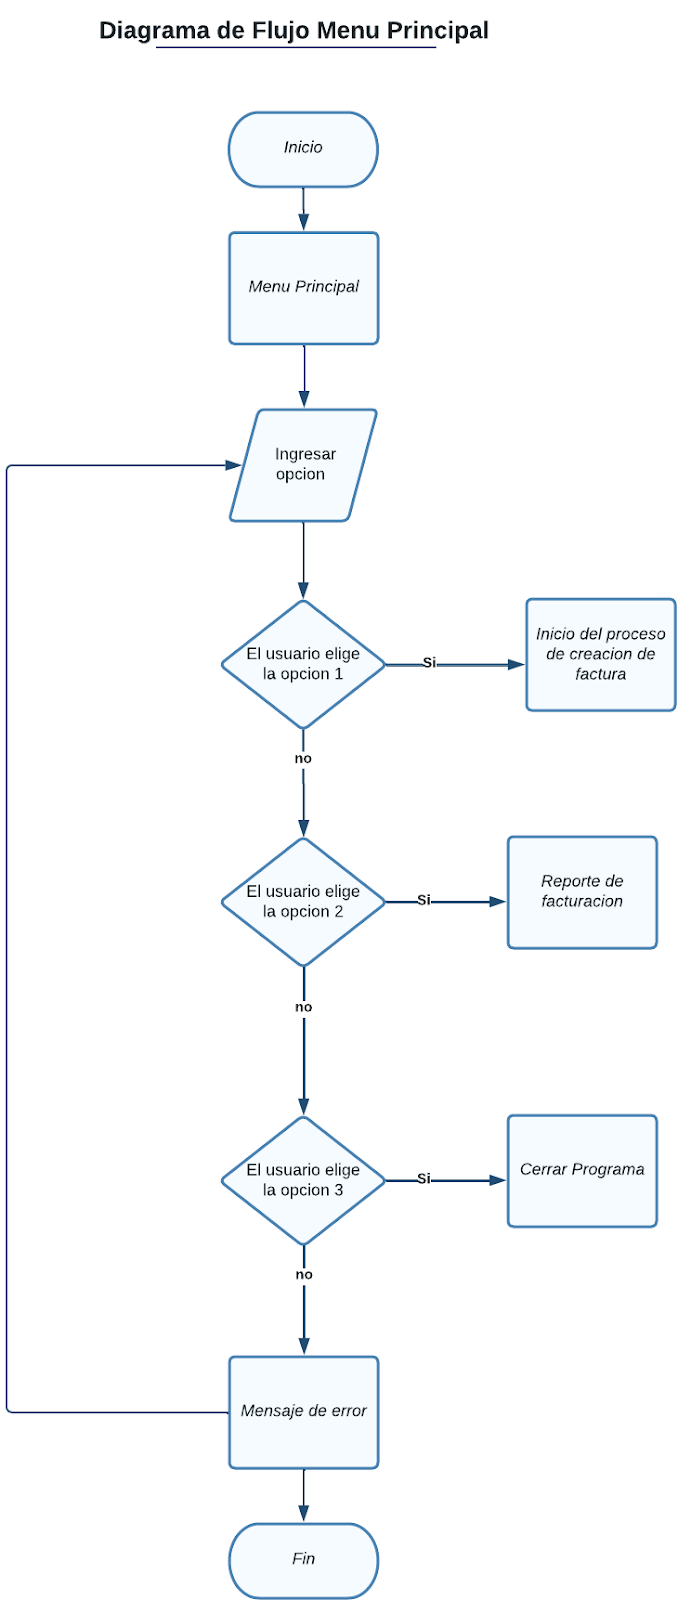 Diagrama de Flujo Menu Principal
Inicio
Menu Principal
Ingresar
opcion
El usuario elige
la opcion 1
Si
Inicio del proceso
de creacion de
factura
no
El usuario elige
la opcion 2
Si
Reporte de
facturacion
no
El usuario elige
la opcion 3
Si
Cerrar Programa
no
Mensaje de error
Fin